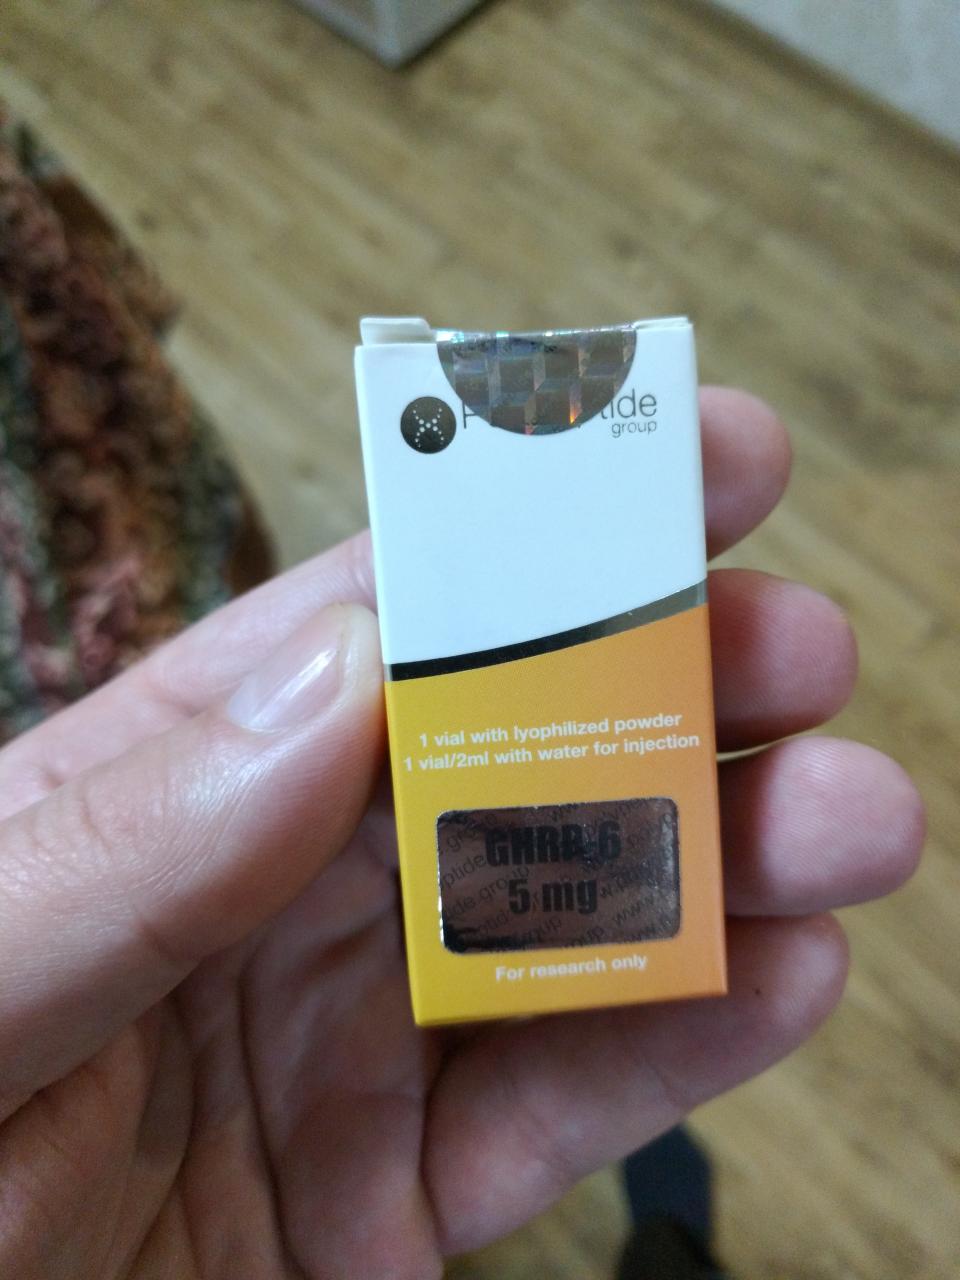 group
1 vial with lyophilized powder
1 vial/2ml with water for injection
GHRP-6
5 mg
For research only